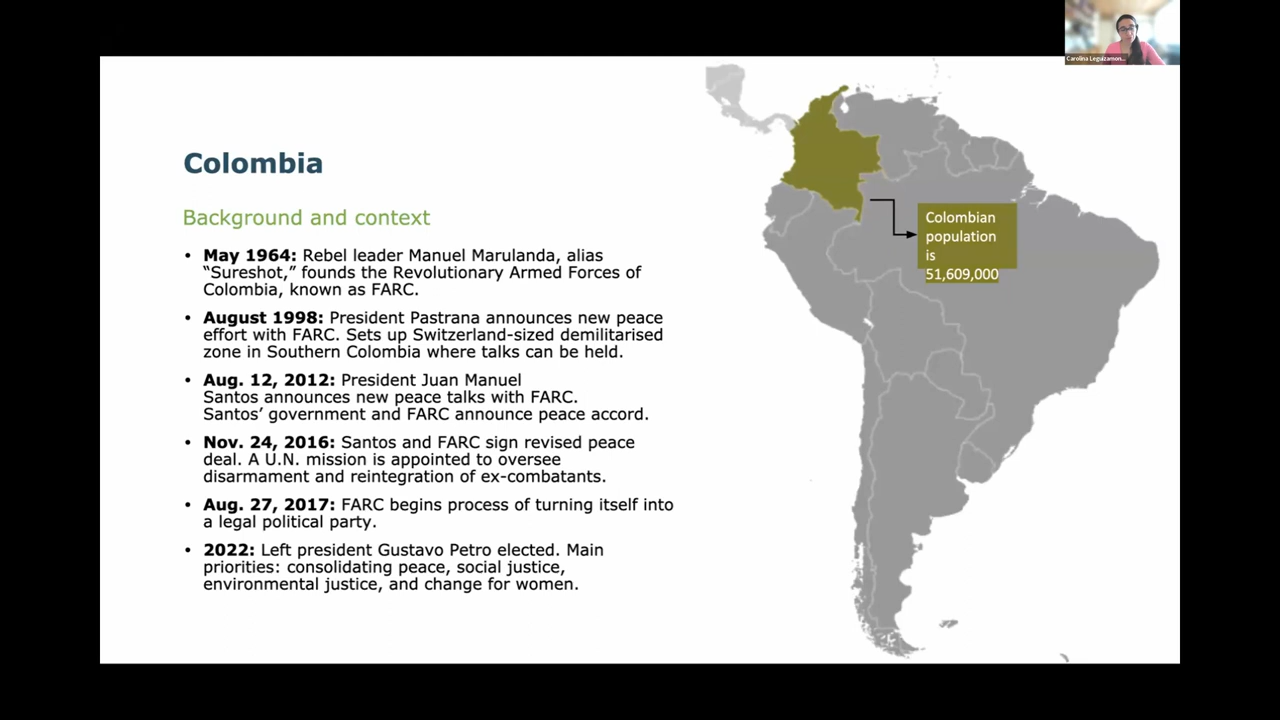 Carolina Leguizamon...
Colombia
Background and context
• May 1964: Rebel leader Manuel Marulanda, alias
“Sureshot,” founds the Revolutionary Armed Forces of
Colombia, known as FARC.
• August 1998: President Pastrana announces new peace
effort with FARC. Sets up Switzerland-sized demilitarised
zone in Southern Colombia where talks can be held.
• Aug. 12, 2012: President Juan Manuel
Santos announces new peace talks with FARC.
Santos’ government and FARC announce peace accord.
• Nov. 24, 2016: Santos and FARC sign revised peace
deal. A U.N. mission is appointed to oversee
disarmament and reintegration of ex-combatants.
• Aug. 27, 2017: FARC begins process of turning itself into
a legal political party.
• 2022: Left president Gustavo Petro elected. Main
priorities: consolidating peace, social justice,
environmental justice, and change for women.
Colombian
population
is
51,609,000